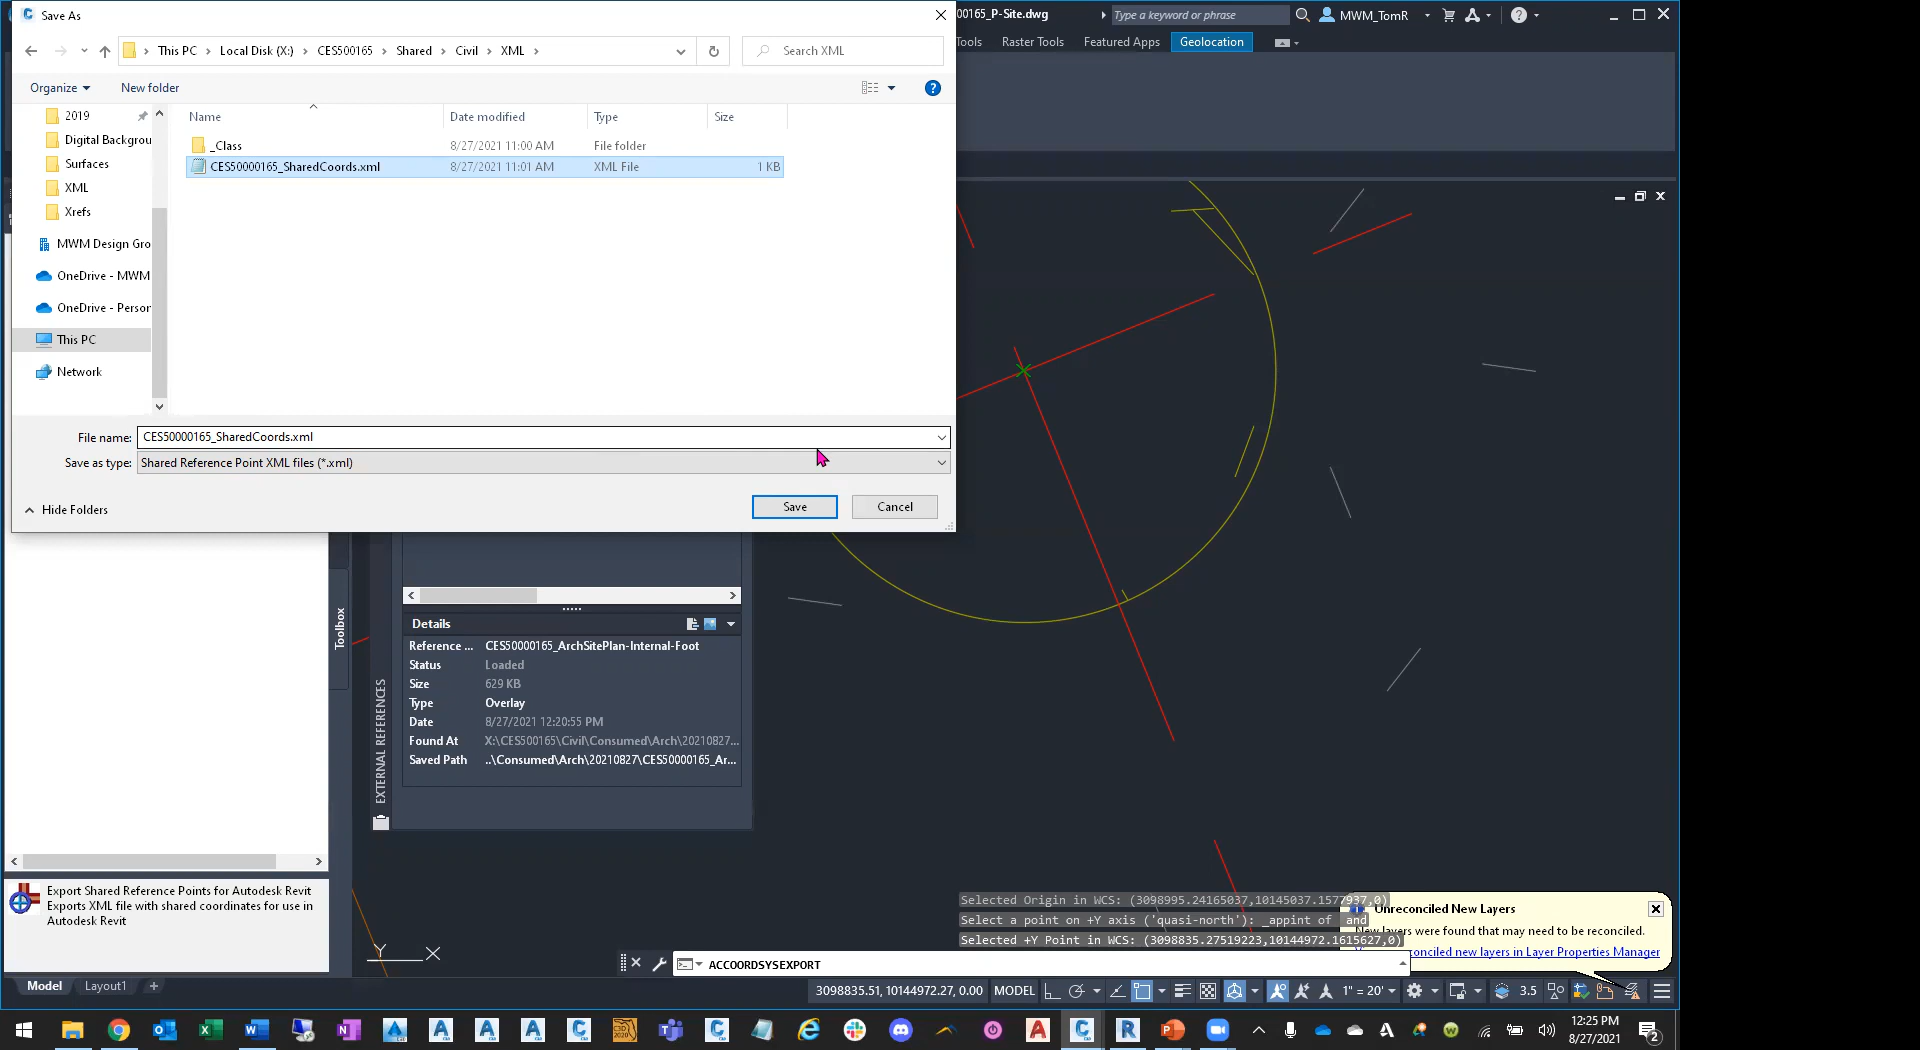 Save As
00165_P-Site.dwg
Type a keyword or phrase
MWM_TomR
This PC
Local Disk (X:)
CES500165
Shared
Civil
XML
Search XML
Tools
Raster Tools
Featured Apps
Geolocation
Organize
New folder
Name
Date modified
Type
Size
2019
Digital Backgrou
Surfaces
XML
Xrefs
MWM Design Gro
OneDrive - MWM
OneDrive - Person
This PC
Network
_Class
8/27/2021 11:00 AM
File folder
CES50000165_SharedCoords.xml
8/27/2021 11:01 AM
XML File
1 KB
File name:
CES50000165_SharedCoords.xml
Save as type:
Shared Reference Point XML files (*.xml)
Hide Folders
Save
Cancel
Toolbox
EXTERNAL REFERENCES
Details
Reference ...
CES50000165_ArchSitePlan-Internal-Foot
Status
Loaded
Size
629 KB
Type
Overlay
Date
8/27/2021 12:20:55 PM
Found At
X:\CES500165\Civil\Consumed\Arch\20210827...
Saved Path
..\Consumed\Arch\20210827\CES50000165_Ar...
Export Shared Reference Points for Autodesk Revit
Exports XML file with shared coordinates for use in
Autodesk Revit
Y
X
Selected Origin in WCS: (3098995.24165037,10145037.1577937,0)
Select a point on +Y axis ('quasi-north'): _appint of  and
Selected +Y Point in WCS: (3098835.27519223,10144972.1615627,0)
ACCOORDSYSEXPORT
Unreconciled New Layers
New layers were found that may need to be reconciled.
conciled new layers in Layer Properties Manager
Model
Layout1
3098835.51, 10144972.27, 0.00
MODEL
1" = 20'
3.5
12:25 PM
8/27/2021
2